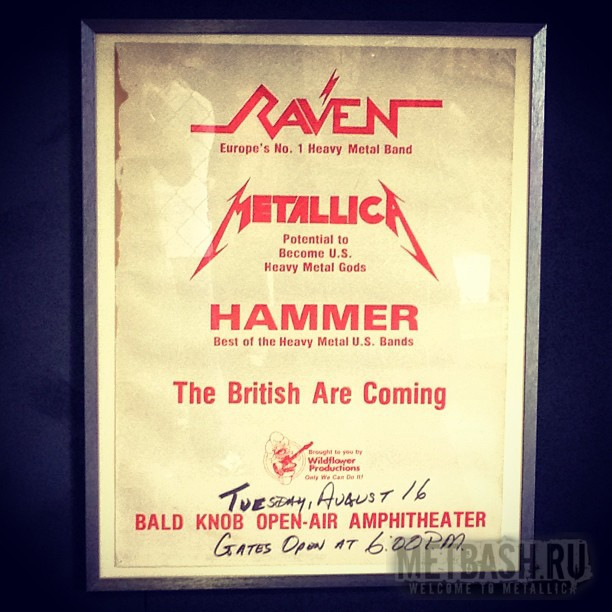 RAVEN
Europe's No. 1 Heavy Metal Band
METALLICA
Potential to
Become U.S.
Heavy Metal Gods
HAMMER
Best of the Heavy Metal U.S. Bands
The British Are Coming
Brought to you by
Wildflower
Productions
Only We Can Do It!
TUESDAY, AUGUST 16
BALD KNOB OPEN-AIR AMPHITHEATER
GATES OPEN AT 6:00 P.M.
METBASH.RU
WELCOME TO METALLICA